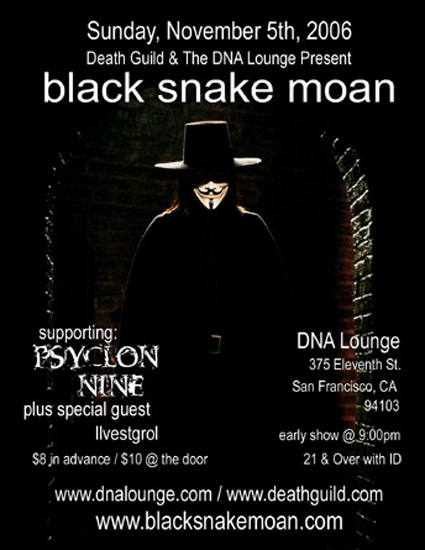 Sunday, November 5th, 2006
Death Guild & The DNA Lounge Present
black snake moan
supporting:
PSYCLON
NINE
plus special guest
Ilvestgrol
$8 in advance / $10 @ the door
DNA Lounge
375 Eleventh St.
San Francisco, CA
94103
early show @ 9:00pm
21 & Over with ID
www.dnalounge.com / www.deathguild.com
www.blacksnakemoan.com